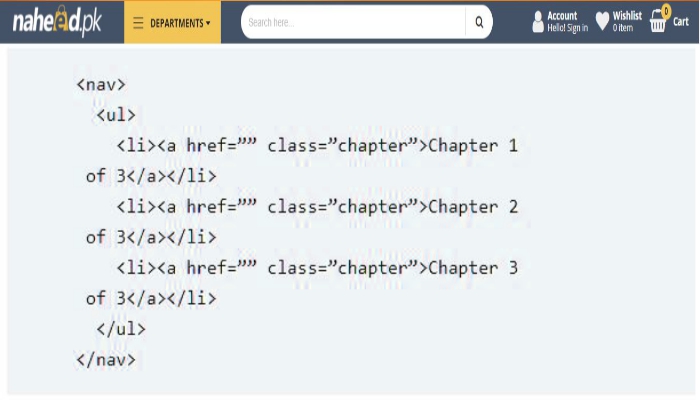 naheed.pk
DEPARTMENTS
Search here...
Account
Hello! Sign in
Wishlist
0 item
0
Cart
<nav>
<ul>
<li><a href=”” class=”chapter”>Chapter 1
of 3</a></li>
<li><a href=”” class=”chapter”>Chapter 2
of 3</a></li>
<li><a href=”” class=”chapter”>Chapter 3
of 3</a></li>
</ul>
</nav>